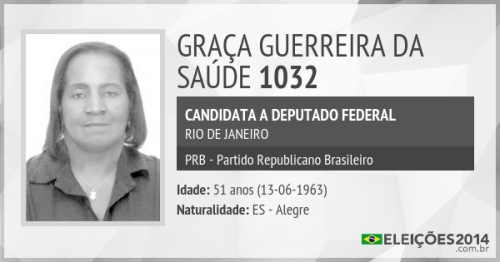 GRAÇA GUERREIRA DA
SAÚDE 1032
CANDIDATA A DEPUTADO FEDERAL
RIO DE JANEIRO
PRB - Partido Republicano Brasileiro
Idade: 51 anos (13-06-1963)
Naturalidade: ES - Alegre
ELEIÇÕES2014
.com.br